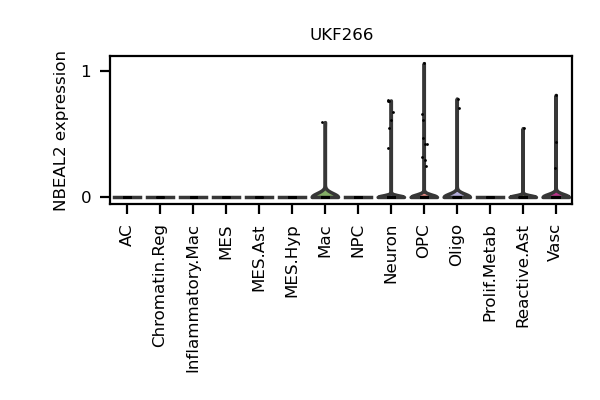 UKF266
NBEAL2 expression
1
0
AC
Chromatin.Reg
Inflammatory.Mac
MES
MES.Ast
MES.Hyp
Mac
NPC
Neuron
OPC
Oligo
Prolif.Metab
Reactive.Ast
Vasc